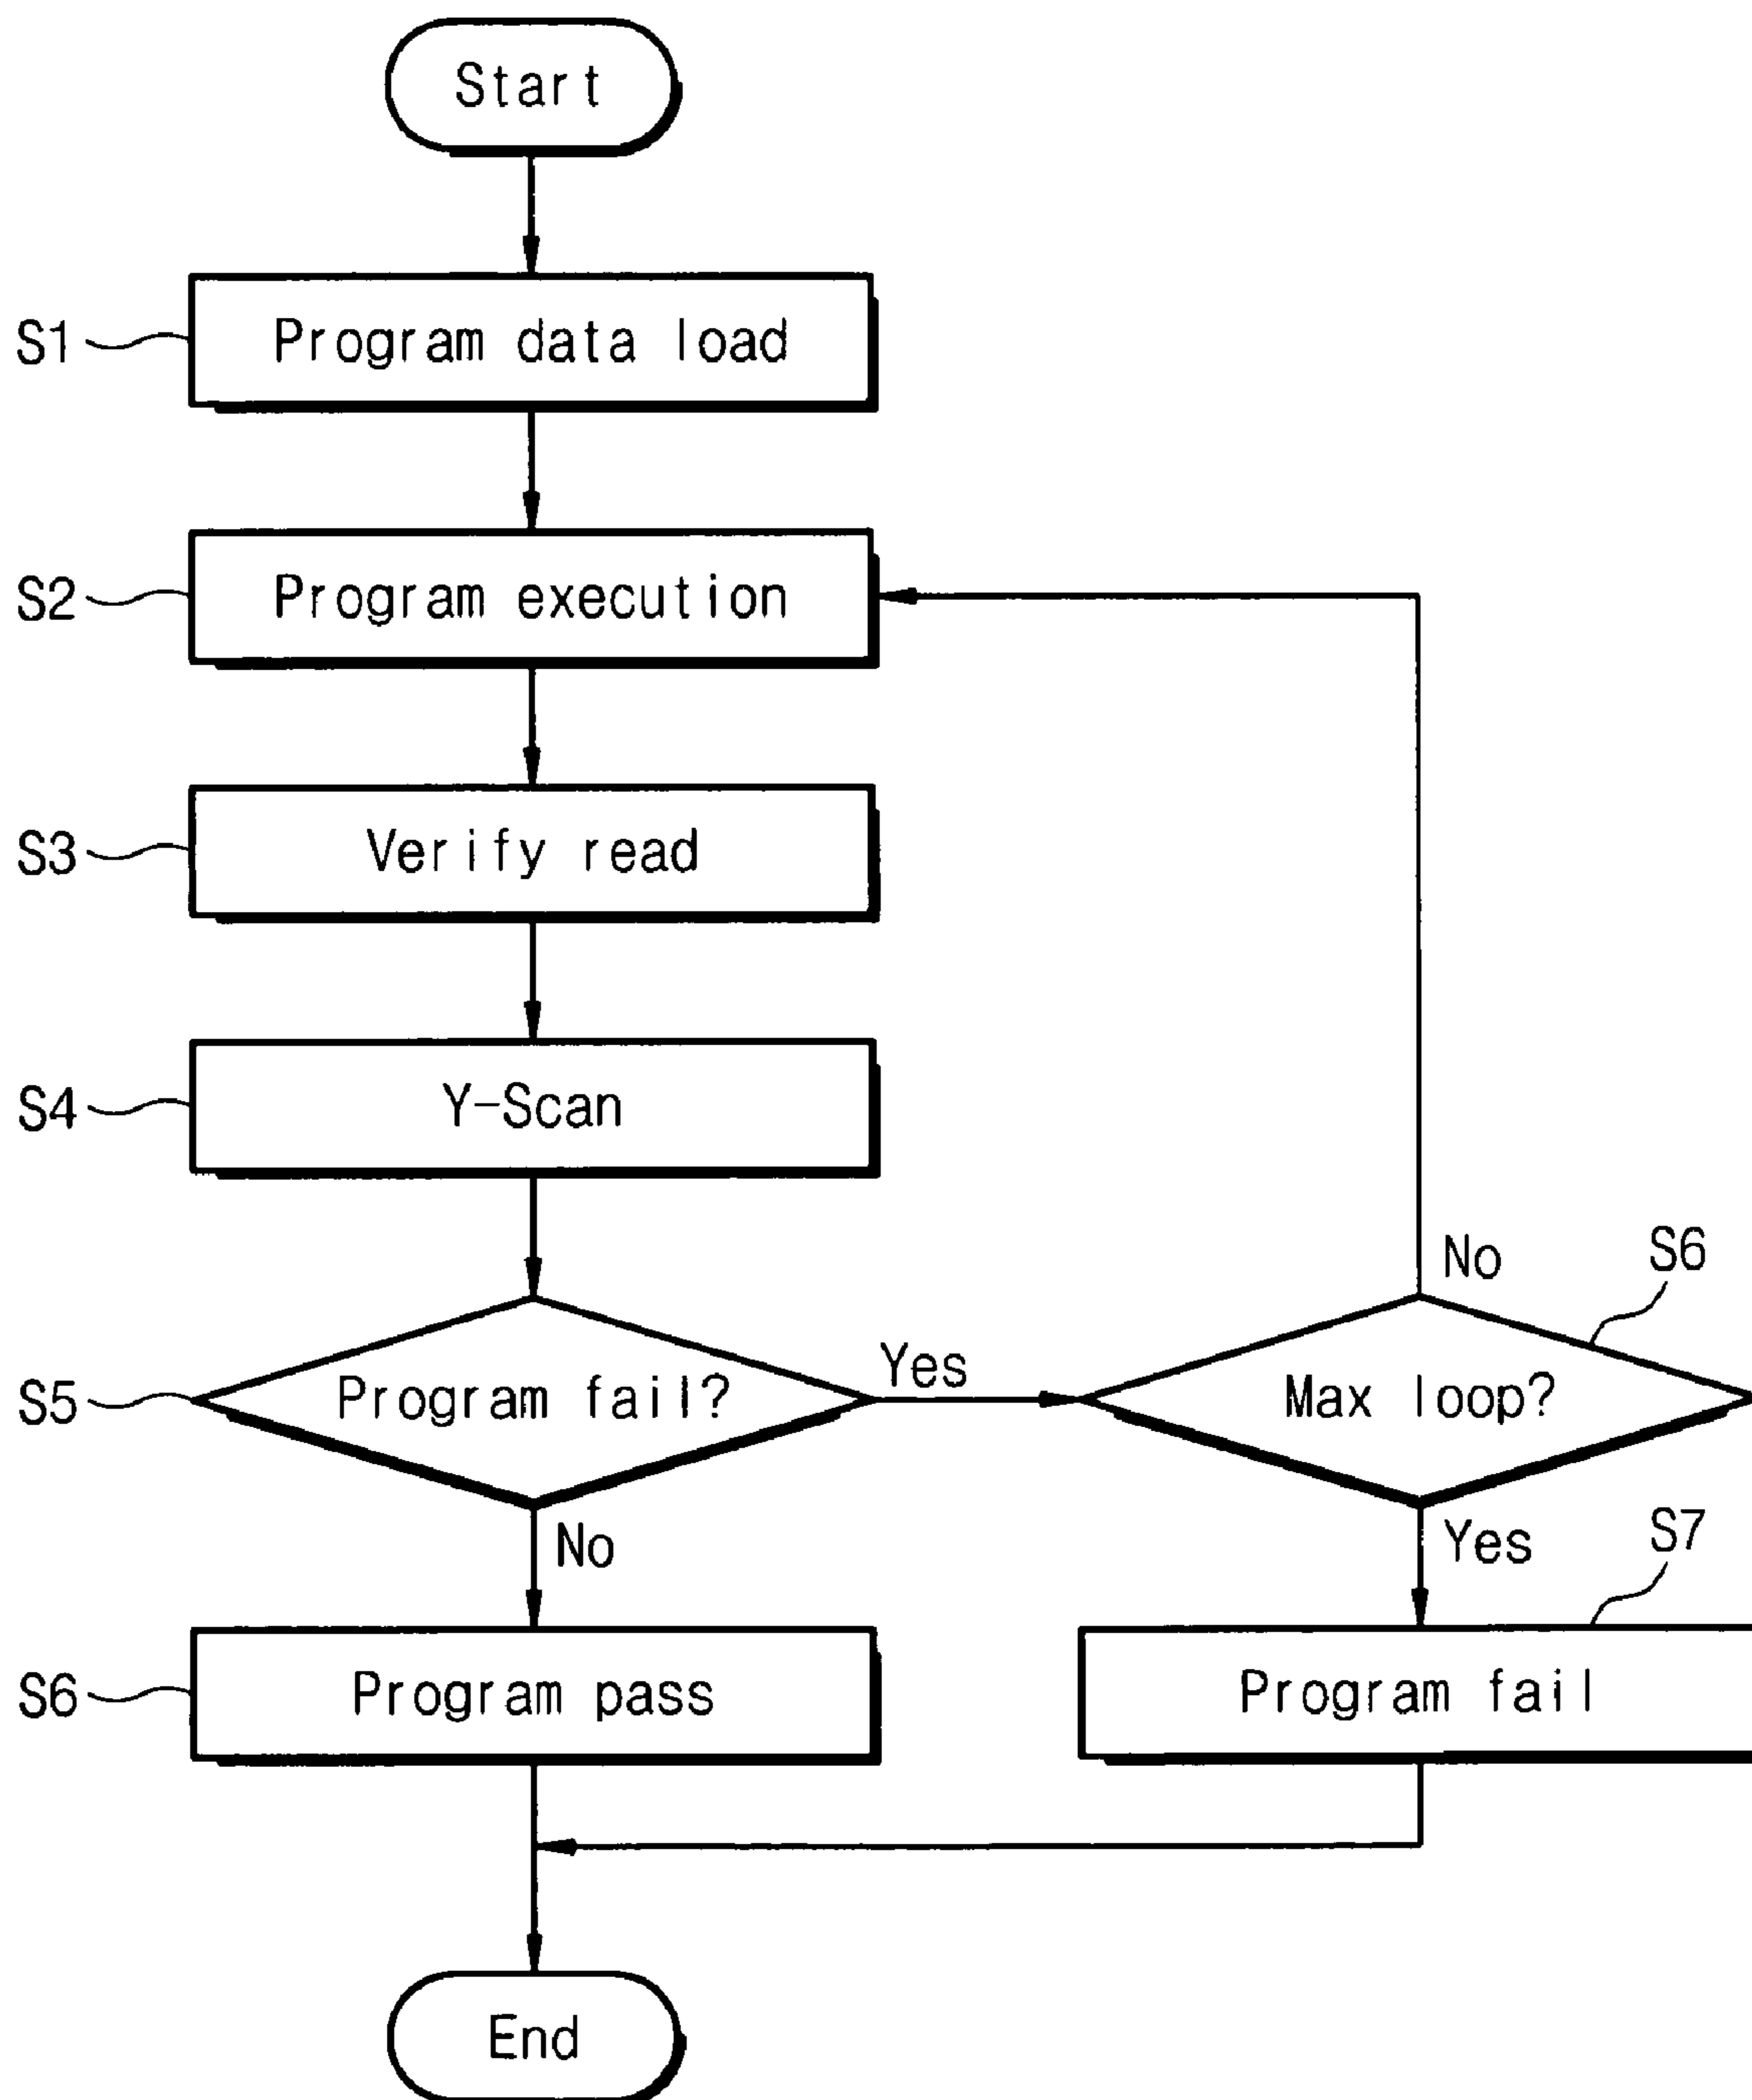 Start
S1
Program data load
S2
Program execution
S3
Verify read
S4
Y-Scan
No
S6
S5
Program fail?
Yes
Max loop?
No
Yes
S7
S6
Program pass
Program fail
End